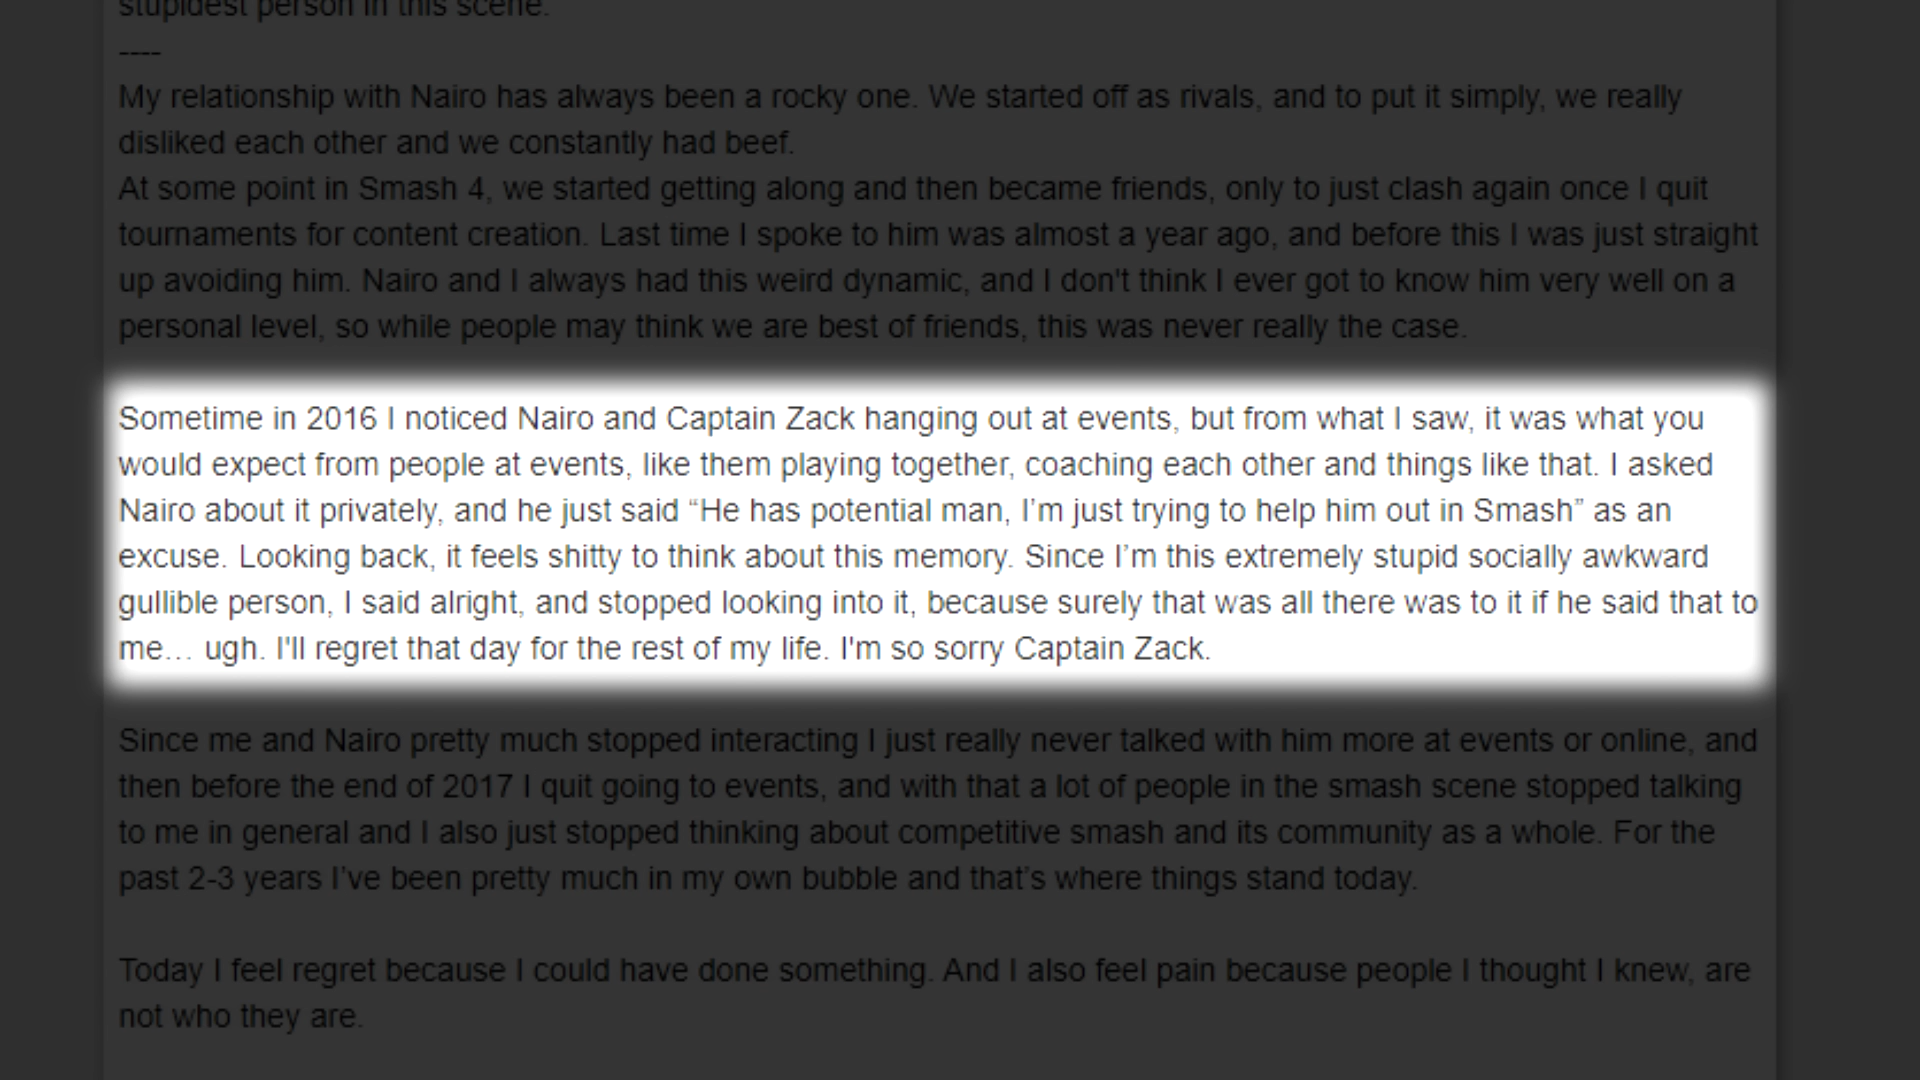 stupidest person in this scene.
----
My relationship with Nairo has always been a rocky one. We started off as rivals, and to put it simply, we really
disliked each other and we constantly had beef.
At some point in Smash 4, we started getting along and then became friends, only to just clash again once I quit
tournaments for content creation. Last time I spoke to him was almost a year ago, and before this I was just straight
up avoiding him. Nairo and I always had this weird dynamic, and I don't think I ever got to know him very well on a
personal level, so while people may think we are best of friends, this was never really the case.
Sometime in 2016 I noticed Nairo and Captain Zack hanging out at events, but from what I saw, it was what you
would expect from people at events, like them playing together, coaching each other and things like that. I asked
Nairo about it privately, and he just said “He has potential man, I’m just trying to help him out in Smash” as an
excuse. Looking back, it feels shitty to think about this memory. Since I’m this extremely stupid socially awkward
gullible person, I said alright, and stopped looking into it, because surely that was all there was to it if he said that to
me… ugh. I'll regret that day for the rest of my life. I'm so sorry Captain Zack.
Since me and Nairo pretty much stopped interacting I just really never talked with him more at events or online, and
then before the end of 2017 I quit going to events, and with that a lot of people in the smash scene stopped talking
to me in general and I also just stopped thinking about competitive smash and its community as a whole. For the
past 2-3 years I’ve been pretty much in my own bubble and that’s where things stand today.
Today I feel regret because I could have done something. And I also feel pain because people I thought I knew, are
not who they are.